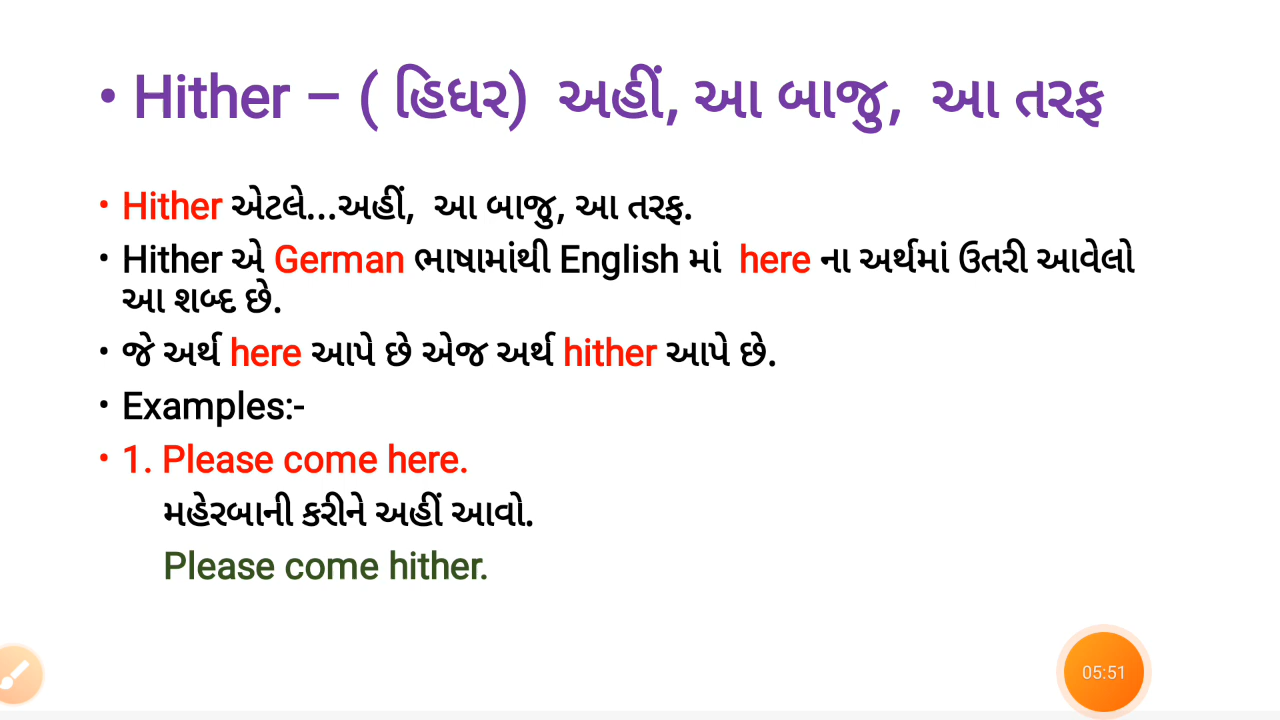 • Hither – ( હિધર) અહીં, આ બાજુ, આ તરફ
• Hither એટલે...અહીં, આ બાજુ, આ તરફ.
• Hither એ German ભાષામાંથી English માં here ના અર્થમાં ઉતરી આવેલો
આ શબ્દ છે.
• જે અર્થ here આપે છે એજ અર્થ hither આપે છે.
• Examples:-
• 1. Please come here.
મહેરબાની કરીને અહીં આવો.
Please come hither.
05:51